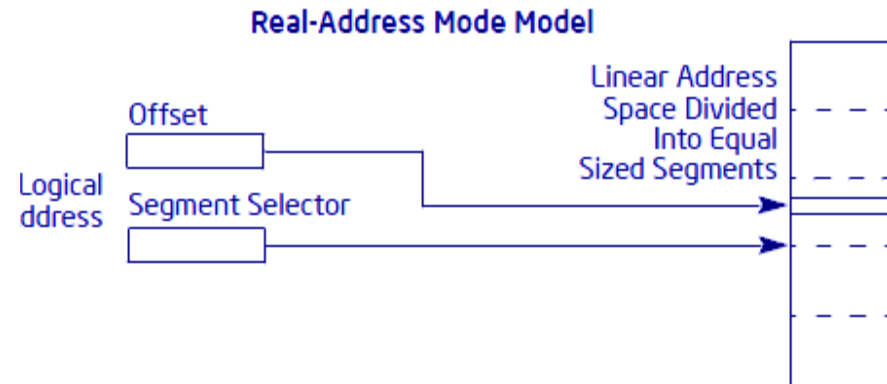 Real-Address Mode Model
Linear Address
Space Divided
Into Equal
Sized Segments
Offset
Logical
ddress
Segment Selector